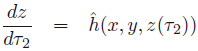 dz/dτ₂ = ĥ(x, y, z(τ₂))